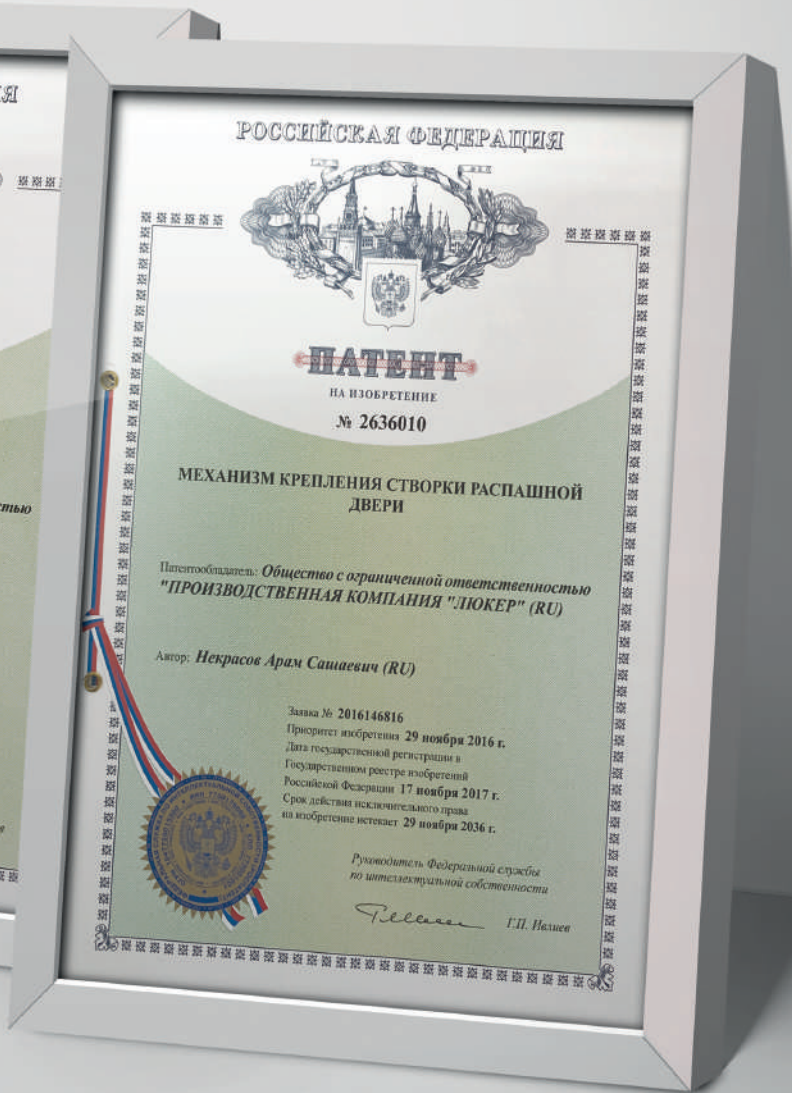 РОССИЙСКАЯ ФЕДЕРАЦИЯ
ПАТЕНТ
НА ИЗОБРЕТЕНИЕ
№ 2636010
МЕХАНИЗМ КРЕПЛЕНИЯ СТВОРКИ РАСПАШНОЙ
ДВЕРИ
Патентообладатель: Общество с ограниченной ответственностью
"ПРОИЗВОДСТВЕННАЯ КОМПАНИЯ "ЛЮКЕР" (RU)
Автор: Некрасов Арам Сашаевич (RU)
Заявка № 2016146816
Приоритет изобретения 29 ноября 2016 г.
Дата государственной регистрации в
Государственном реестре изобретений
Российской Федерации 17 ноября 2017 г.
Срок действия исключительного права
на изобретение истекает 29 ноября 2036 г.
Руководитель Федеральной службы
по интеллектуальной собственности
Г.П. Ивлиев